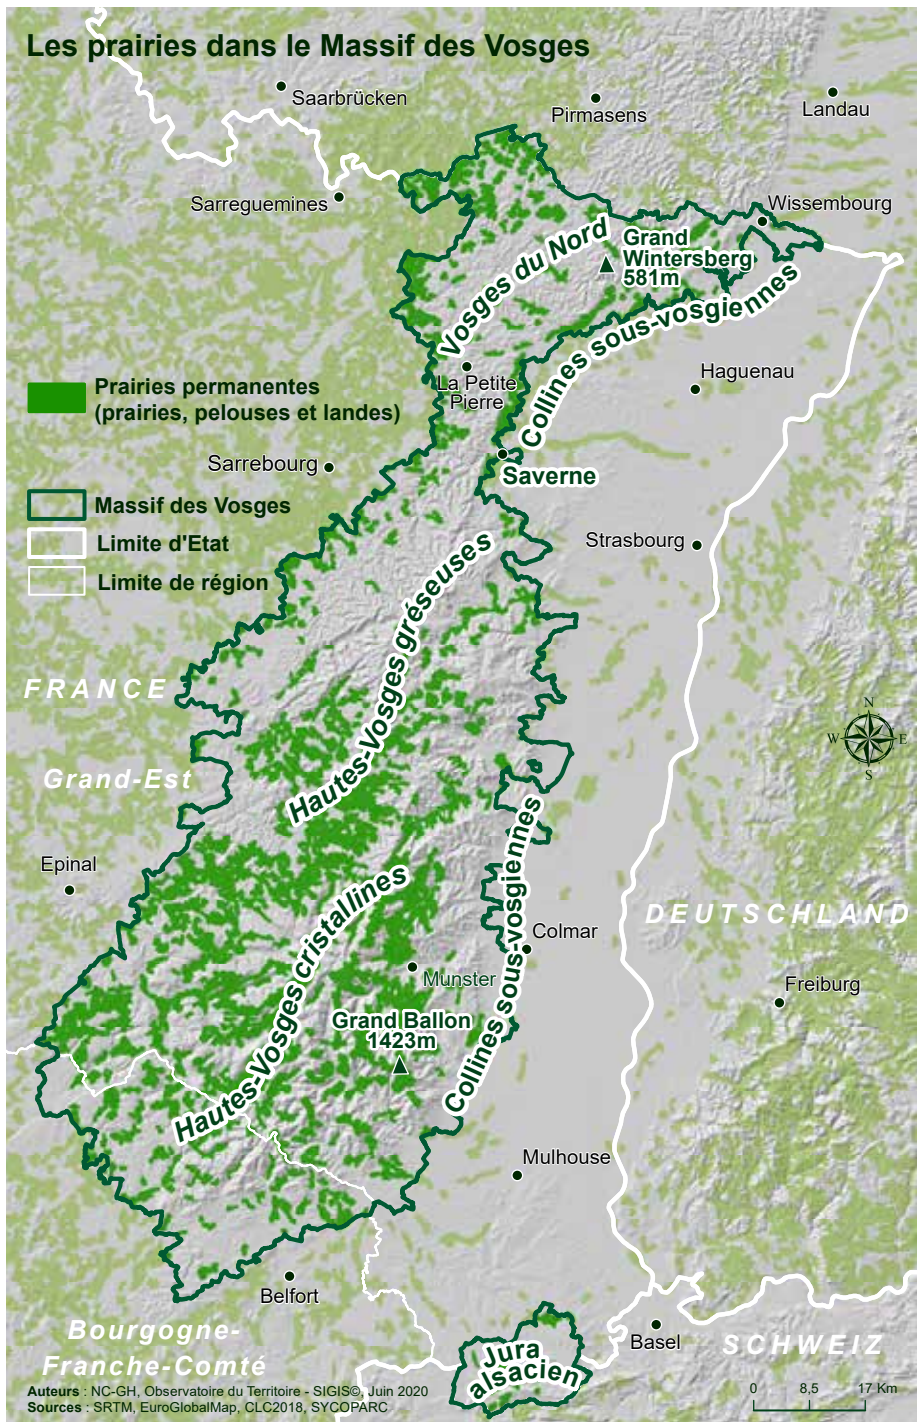 Les prairies dans le Massif des Vosges
Saarbrücken
Pirmasens
Landau
Sarreguemines
Wissembourg
Vosges du Nord
Grand
Wintersberg
581m
Collines sous-vosgiennes
La Petite
Pierre
Haguenau
Prairies permanentes
(prairies, pelouses et landes)
Sarrebourg
Saverne
Massif des Vosges
Limite d'Etat
Limite de région
Strasbourg
Hautes-Vosges gréseuses
FRANCE
Grand-Est
N
W
E
S
Epinal
Hautes-Vosges cristallines
Collines sous-vosgiennes
DEUTSCHLAND
Colmar
Munster
Freiburg
Grand Ballon
1423m
Mulhouse
Belfort
Bourgogne-
Franche-Comté
Jura
alsacien
Basel
SCHWEIZ
Auteurs : NC-GH, Observatoire du Territoire - SIGIS©, Juin 2020
Sources : SRTM, EuroGlobalMap, CLC2018, SYCOPARC
0 8,5 17 Km